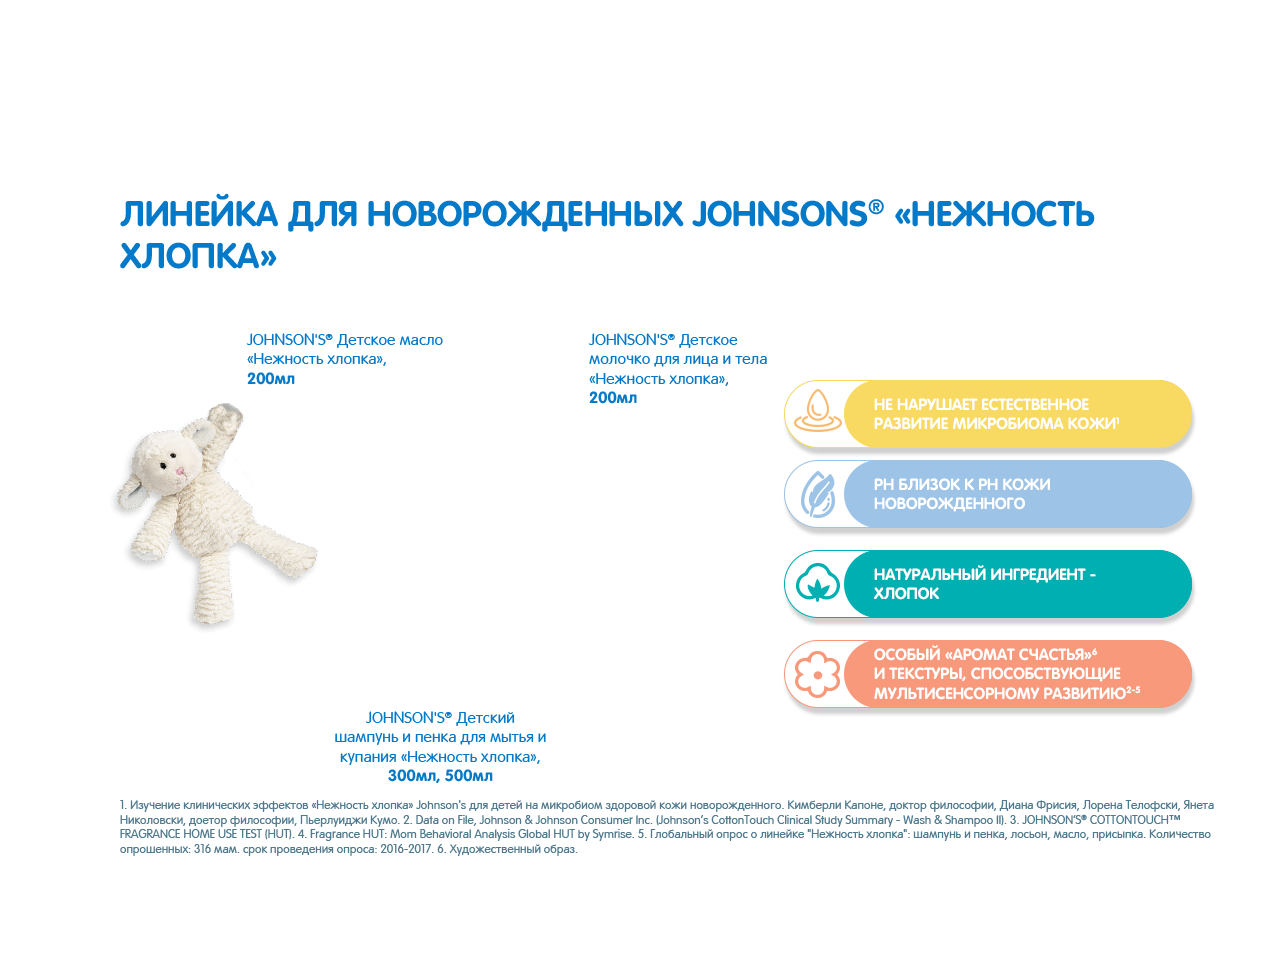 ЛИНЕЙКА ДЛЯ НОВОРОЖДЕННЫХ JOHNSONS® «НЕЖНОСТЬ
ХЛОПКА»
JOHNSON'S® Детское масло
«Нежность хлопка»,
200мл
JOHNSON'S® Детское
молочко для лица и тела
«Нежность хлопка»,
200мл
НЕ НАРУШАЕТ ЕСТЕСТВЕННОЕ
РАЗВИТИЕ МИКРОБИОМА КОЖИ¹
PH БЛИЗОК К PH КОЖИ
НОВОРОЖДЕННОГО
НАТУРАЛЬНЫЙ ИНГРЕДИЕНТ -
ХЛОПОК
ОСОБЫЙ «АРОМАТ СЧАСТЬЯ»⁶
И ТЕКСТУРЫ, СПОСОБСТВУЮЩИЕ
МУЛЬТИСЕНСОРНОМУ РАЗВИТИЮ²⁻⁵
JOHNSON'S® Детский
шампунь и пенка для мытья и
купания «Нежность хлопка»,
300мл, 500мл
1. Изучение клинических эффектов «Нежность хлопка» Johnson's для детей на микробиом здоровой кожи новорожденного. Кимберли Капоне, доктор философии, Диана Фрисия, Лорена Телофски, Янета
Николовски, доетор философии, Пьерлуиджи Кумо. 2. Data on File, Johnson & Johnson Consumer Inc. (Johnson’s CottonTouch Clinical Study Summary - Wash & Shampoo II). 3. JOHNSON’S® COTTONTOUCH™
FRAGRANCE HOME USE TEST (HUT). 4. Fragrance HUT: Mom Behavioral Analysis Global HUT by Symrise. 5. Глобальный опрос о линейке "Нежность хлопка": шампунь и пенка, лосьон, масло, присыпка. Количество
опрошенных: 316 мам. срок проведения опроса: 2016-2017. 6. Художественный образ.